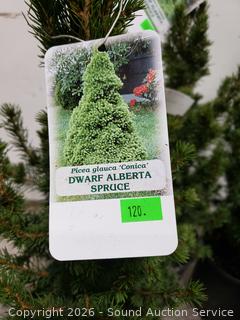 Picea glauca 'Conica'
DWARF ALBERTA
SPRUCE
120.
Copyright 2026 - Sound Auction Service